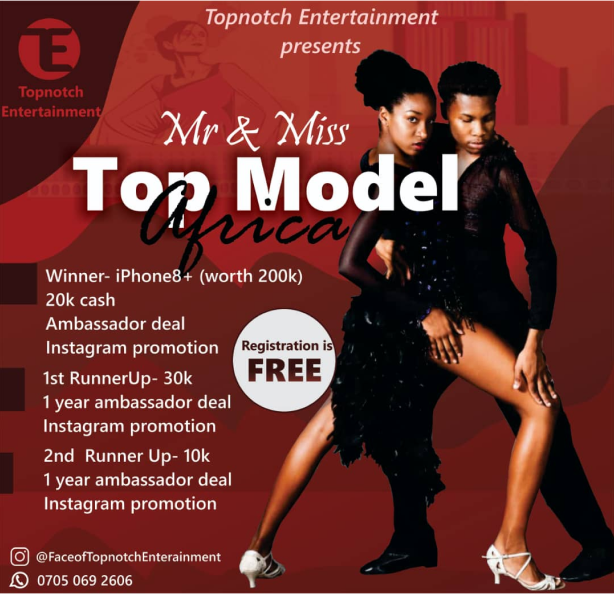 Topnotch Entertainment
presents
TE
Topnotch
Entertainment
Mr & Miss
Top Model
Africa
Winner- iPhone8+ (worth 200k)
20k cash
Ambassador deal
Instagram promotion
Registration is
FREE
1st RunnerUp- 30k
1 year ambassador deal
Instagram promotion
2nd Runner Up- 10k
1 year ambassador deal
Instagram promotion
@FaceofTopnotchEnterainment
0705 069 2606